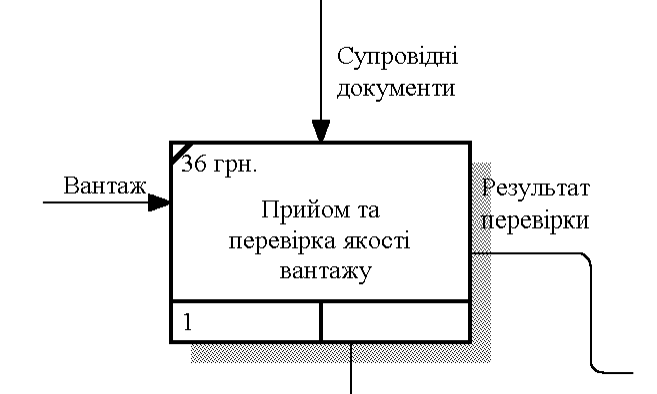 Супровідні
документи
36 грн.
Вантаж
Прийом та
перевірка якості
вантажу
Результат
перевірки
1